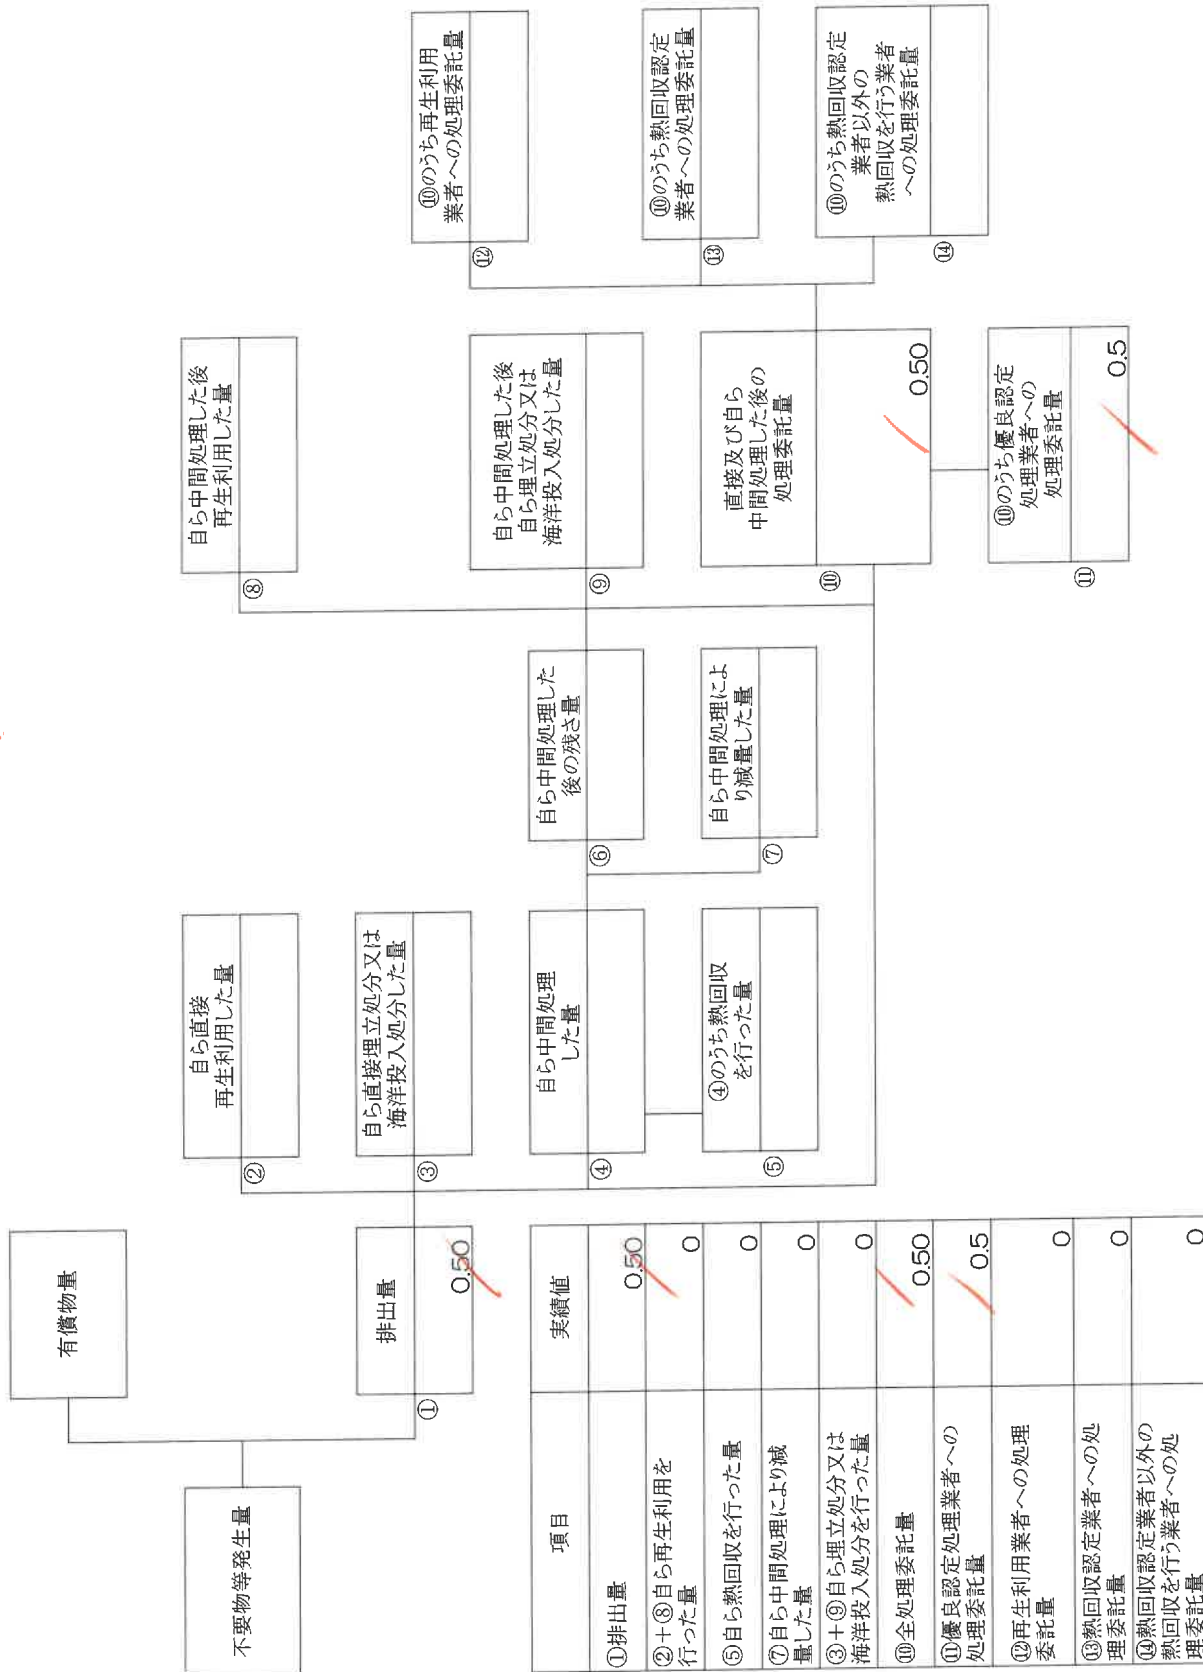 有償物量
不要物等発生量
排出量
①
0.50
自ら直接
再生利用した量
②
自ら直接埋立処分又は
海洋投入処分した量
③
自ら中間処理
した量
④
④のうち熱回収
を行った量
⑤
自ら中間処理した
後の残さ量
⑥
自ら中間処理によ
り減量した量
⑦
自ら中間処理した後
再生利用した量
⑧
自ら中間処理した後
自ら埋立処分又は
海洋投入処分した量
⑨
直接及び自ら
中間処理した後の
処理委託量
⑩
0.50
⑩のうち優良認定
処理業者への
処理委託量
⑪
0.5
⑩のうち再生利用
業者への処理委託量
⑫
⑩のうち熱回収認定
業者への処理委託量
⑬
⑩のうち熱回収認定
業者以外の
熱回収を行う業者
への処理委託量
⑭
項目 実績値
①排出量 0.50
②+⑧自ら再生利用を
行った量 0
⑤自ら熱回収を行った量 0
⑦自ら中間処理により減
量した量 0
③+⑨自ら埋立処分又は
海洋投入処分を行った量 0
⑩全処理委託量 0.50
⑪優良認定処理業者への
処理委託量 0.5
⑫再生利用業者への処理
委託量 0
⑬熱回収認定業者への処
理委託量 0
⑭熱回収認定業者以外の
熱回収を行う業者への処
理委託量 0